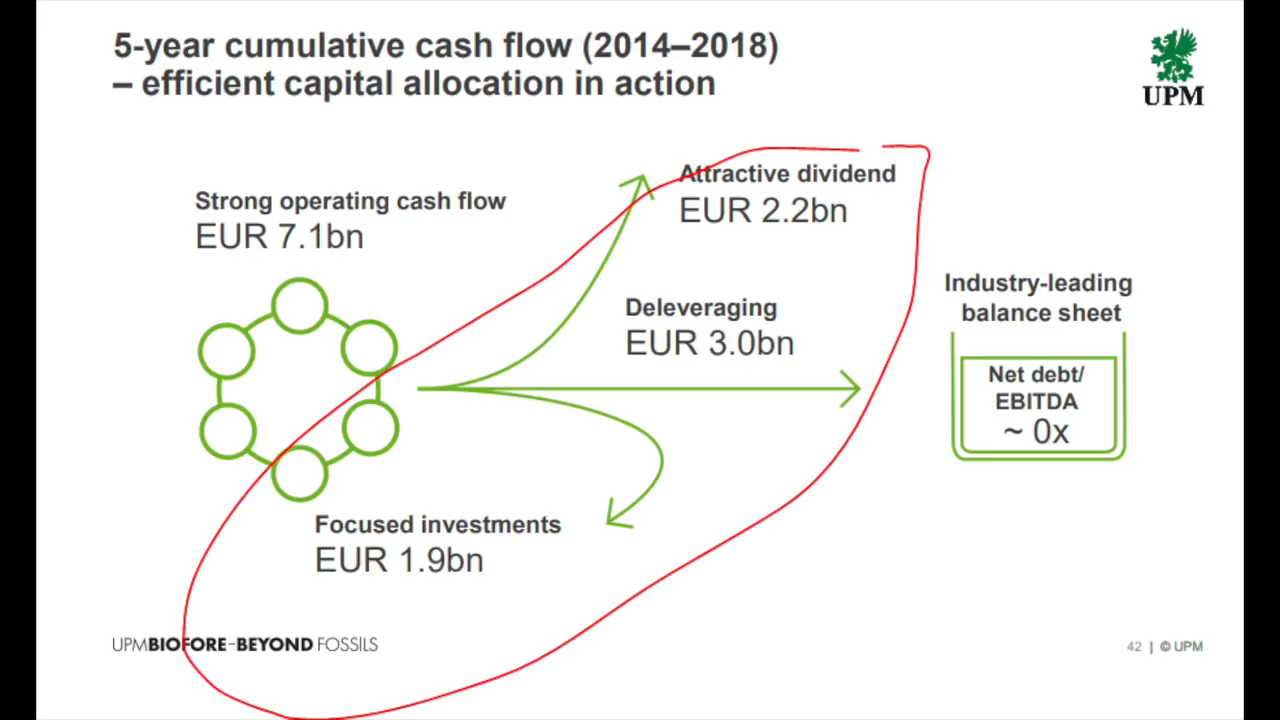 5-year cumulative cash flow (2014–2018)
– efficient capital allocation in action
UPM
Strong operating cash flow
EUR 7.1bn
Attractive dividend
EUR 2.2bn
Deleveraging
EUR 3.0bn
Industry-leading
balance sheet
Net debt/
EBITDA
~ 0x
Focused investments
EUR 1.9bn
UPM BIOFORE–BEYOND FOSSILS
42 | © UPM